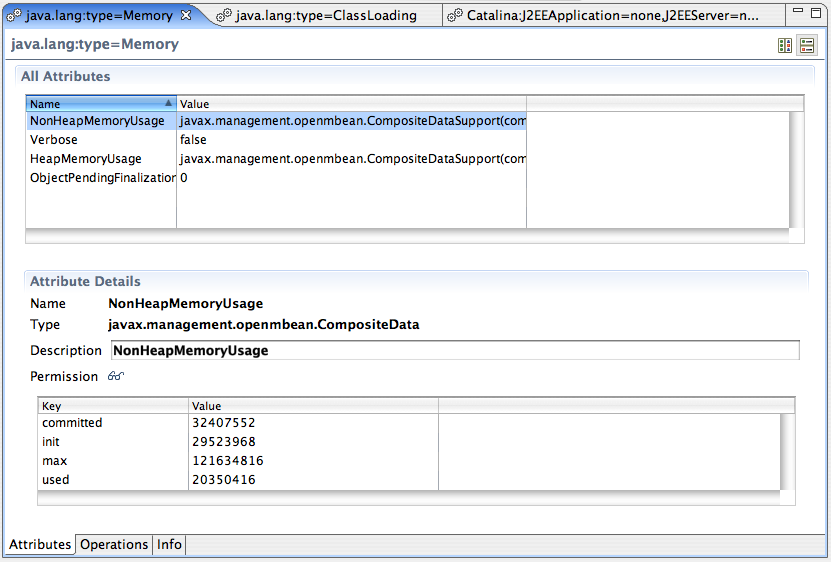 java.lang:type=Memory java.lang:type=ClassLoading Catalina:J2EEApplication=none,J2EEServer=n...
java.lang:type=Memory
All Attributes
Name Value
NonHeapMemoryUsage javax.management.openmbean.CompositeDataSupport(com
Verbose false
HeapMemoryUsage javax.management.openmbean.CompositeDataSupport(com
ObjectPendingFinalization 0
Attribute Details
Name NonHeapMemoryUsage
Type javax.management.openmbean.CompositeData
Description NonHeapMemoryUsage
Permission
Key Value
committed 32407552
init 29523968
max 121634816
used 20350416
Attributes Operations Info